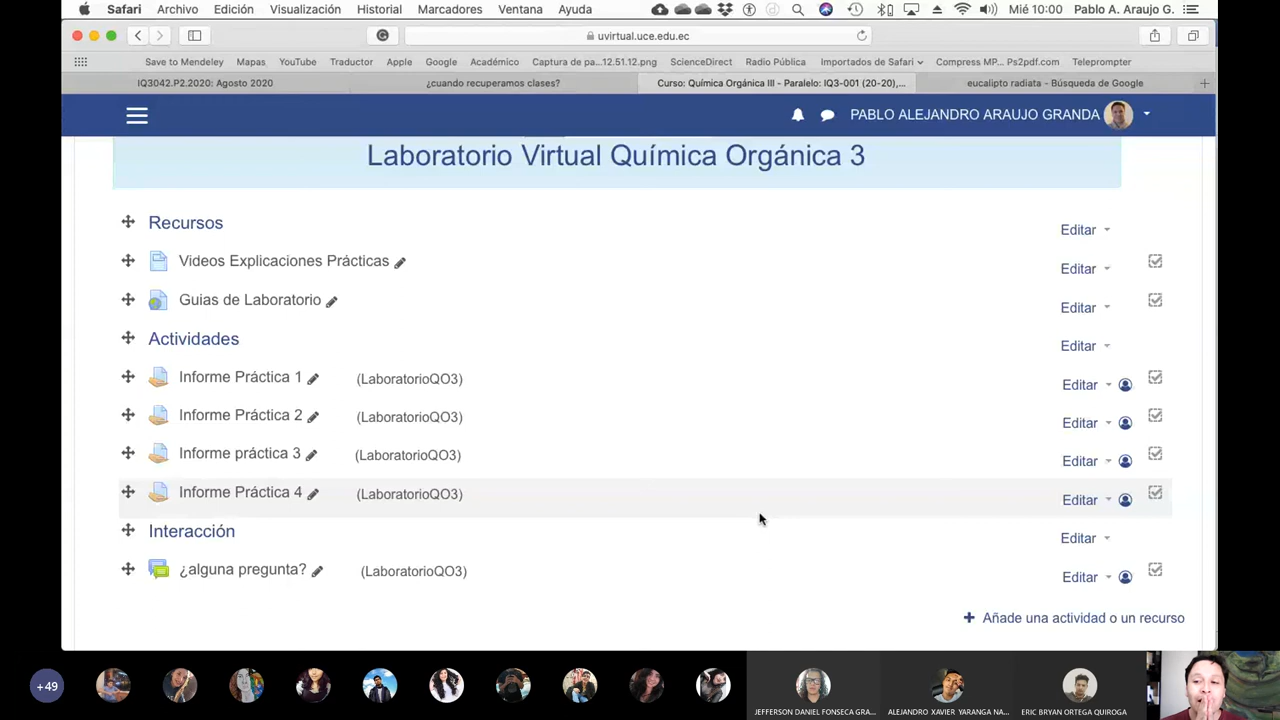 Safari Archivo Edición Visualización Historial Marcadores Ventana Ayuda Mié 10:00 Pablo A. Araujo G.
uvirtual.uce.edu.ec
Save to Mendeley Mapas YouTube Traductor Apple Google Académico Captura de pa...12.51.12.png ScienceDirect Radio Pública Importados de Safari Compress MP... Ps2pdf.com Teleprompter
IQ3042.P2.2020: Agosto 2020 ¿cuando recuperamos clases? Curso: Química Orgánica III - Paralelo: IQ3-001 (20-20),... eucalipto radiata - Búsqueda de Google
PABLO ALEJANDRO ARAUJO GRANDA
Laboratorio Virtual Química Orgánica 3
Recursos Editar
Videos Explicaciones Prácticas Editar
Guias de Laboratorio Editar
Actividades Editar
Informe Práctica 1 (LaboratorioQO3) Editar
Informe Práctica 2 (LaboratorioQO3) Editar
Informe práctica 3 (LaboratorioQO3) Editar
Informe Práctica 4 (LaboratorioQO3) Editar
Interacción Editar
¿alguna pregunta? (LaboratorioQO3) Editar
Añade una actividad o un recurso
+49
JEFFERSON DANIEL FONSECA GRA... ALEJANDRO XAVIER YARANGA NA... ERIC BRYAN ORTEGA QUIROGA